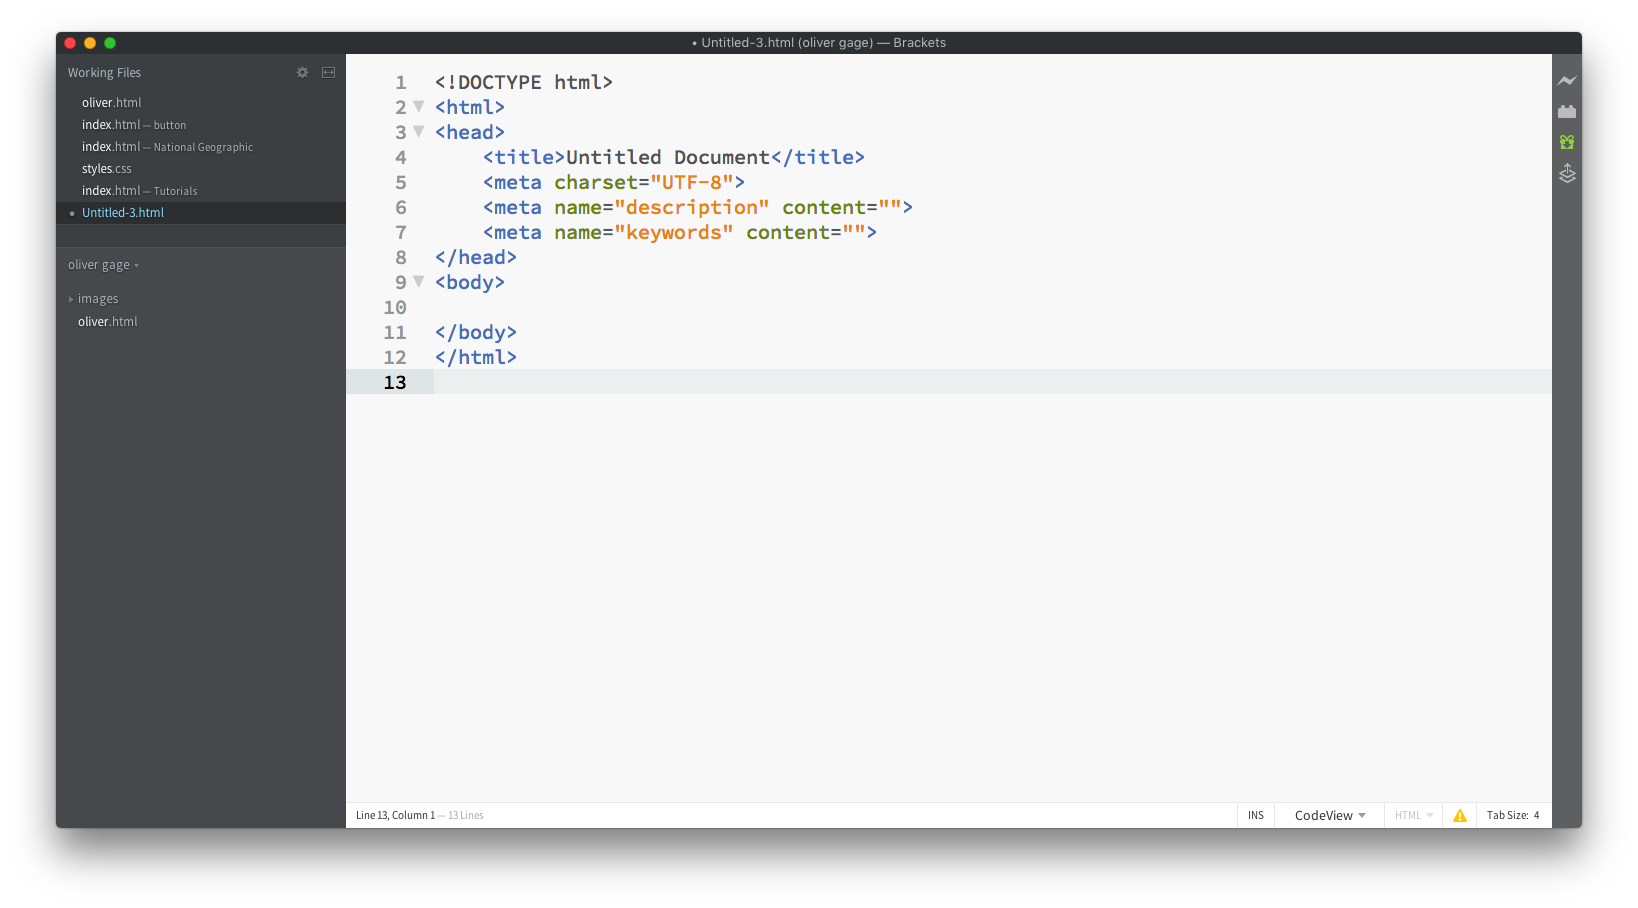 • Untitled-3.html (oliver gage) — Brackets
Working Files
oliver.html
index.html — button
index.html — National Geographic
styles.css
index.html — Tutorials
• Untitled-3.html
oliver gage
images
oliver.html
1 <!DOCTYPE html>
2 <html>
3 <head>
4     <title>Untitled Document</title>
5     <meta charset="UTF-8">
6     <meta name="description" content="">
7     <meta name="keywords" content="">
8 </head>
9 <body>
10
11 </body>
12 </html>
13
Line 13, Column 1 — 13 Lines
INS
CodeView
HTML
Tab Size: 4